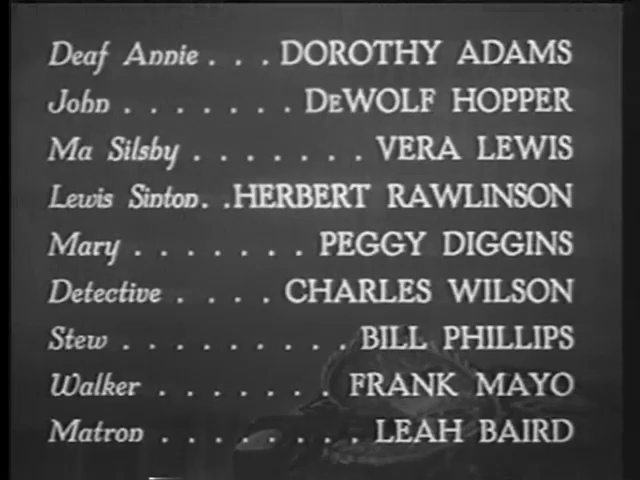 Deaf Annie . . . DOROTHY ADAMS
John . . . . . . . DeWOLF HOPPER
Ma Silsby . . . . . . . VERA LEWIS
Lewis Sinton. .HERBERT RAWLINSON
Mary . . . . . . . PEGGY DIGGINS
Detective . . . . CHARLES WILSON
Stew . . . . . . . . . BILL PHILLIPS
Walker . . . . . . . FRANK MAYO
Matron . . . . . . . . LEAH BAIRD